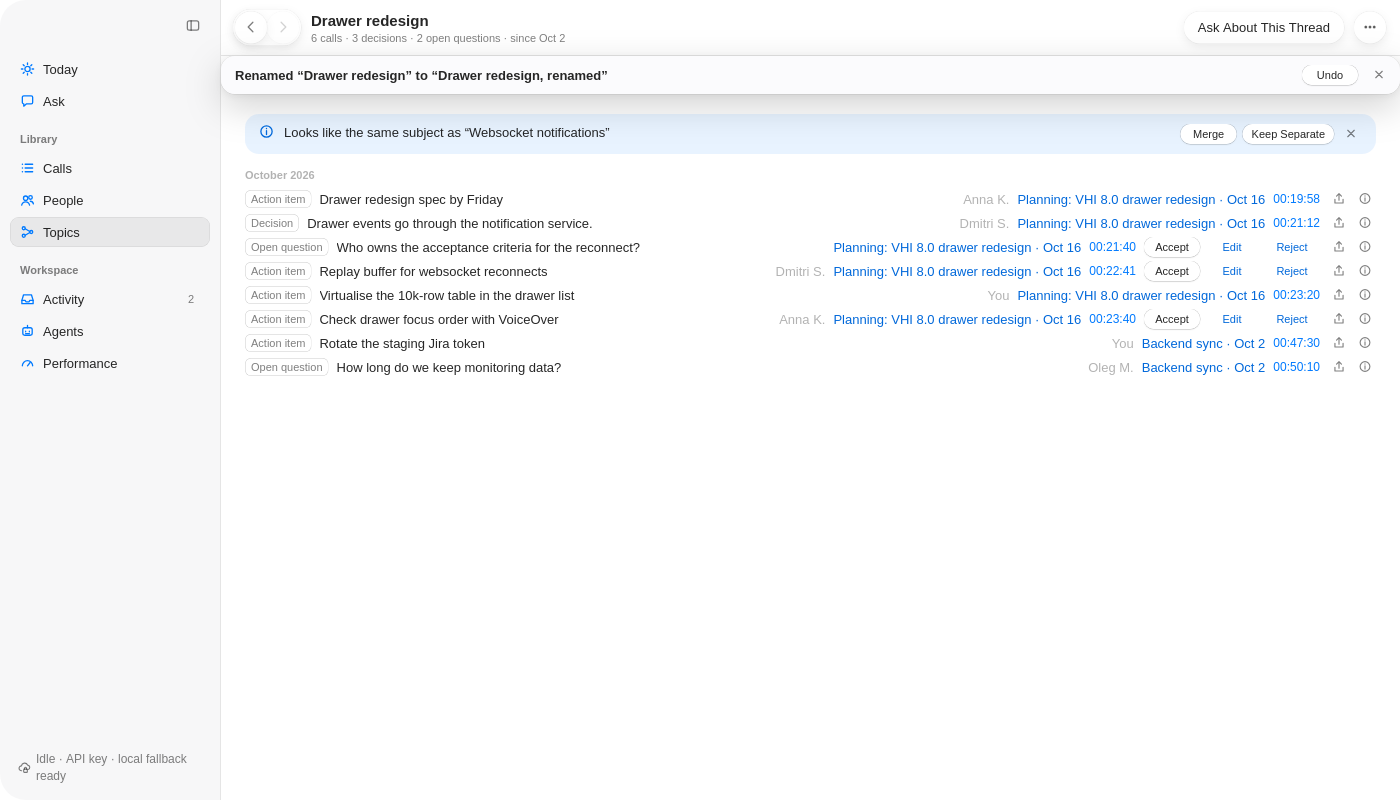 Today
Ask
Library
Calls
People
Topics
Workspace
Activity 2
Agents
Performance
Idle · API key · local fallback
ready
Drawer redesign
6 calls · 3 decisions · 2 open questions · since Oct 2
Ask About This Thread
Renamed “Drawer redesign” to “Drawer redesign, renamed”
Undo
Looks like the same subject as “Websocket notifications”
Merge
Keep Separate
October 2026
Action item Drawer redesign spec by Friday Anna K. Planning: VHI 8.0 drawer redesign · Oct 16 00:19:58
Decision Drawer events go through the notification service. Dmitri S. Planning: VHI 8.0 drawer redesign · Oct 16 00:21:12
Open question Who owns the acceptance criteria for the reconnect? Planning: VHI 8.0 drawer redesign · Oct 16 00:21:40 Accept Edit Reject
Action item Replay buffer for websocket reconnects Dmitri S. Planning: VHI 8.0 drawer redesign · Oct 16 00:22:41 Accept Edit Reject
Action item Virtualise the 10k-row table in the drawer list You Planning: VHI 8.0 drawer redesign · Oct 16 00:23:20
Action item Check drawer focus order with VoiceOver Anna K. Planning: VHI 8.0 drawer redesign · Oct 16 00:23:40 Accept Edit Reject
Action item Rotate the staging Jira token You Backend sync · Oct 2 00:47:30
Open question How long do we keep monitoring data? Oleg M. Backend sync · Oct 2 00:50:10